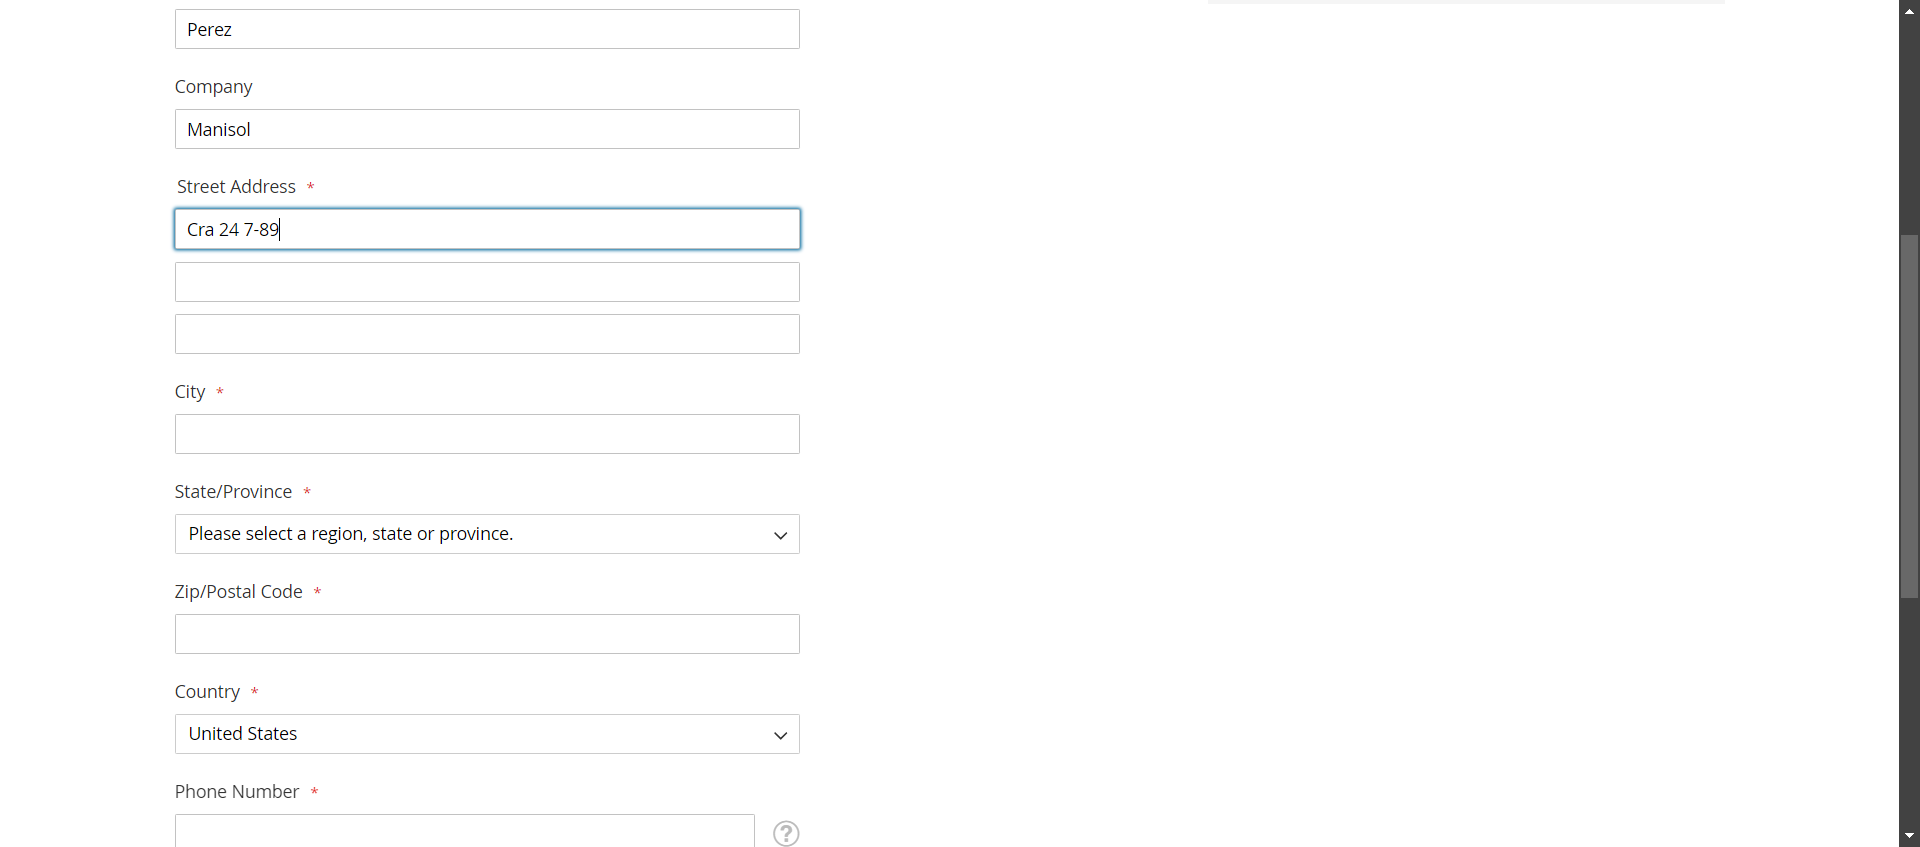 Perez
Company
Manisol
Street Address *
Cra 24 7-89
City *
State/Province *
Please select a region, state or province.
Zip/Postal Code *
Country *
United States
Phone Number *
?